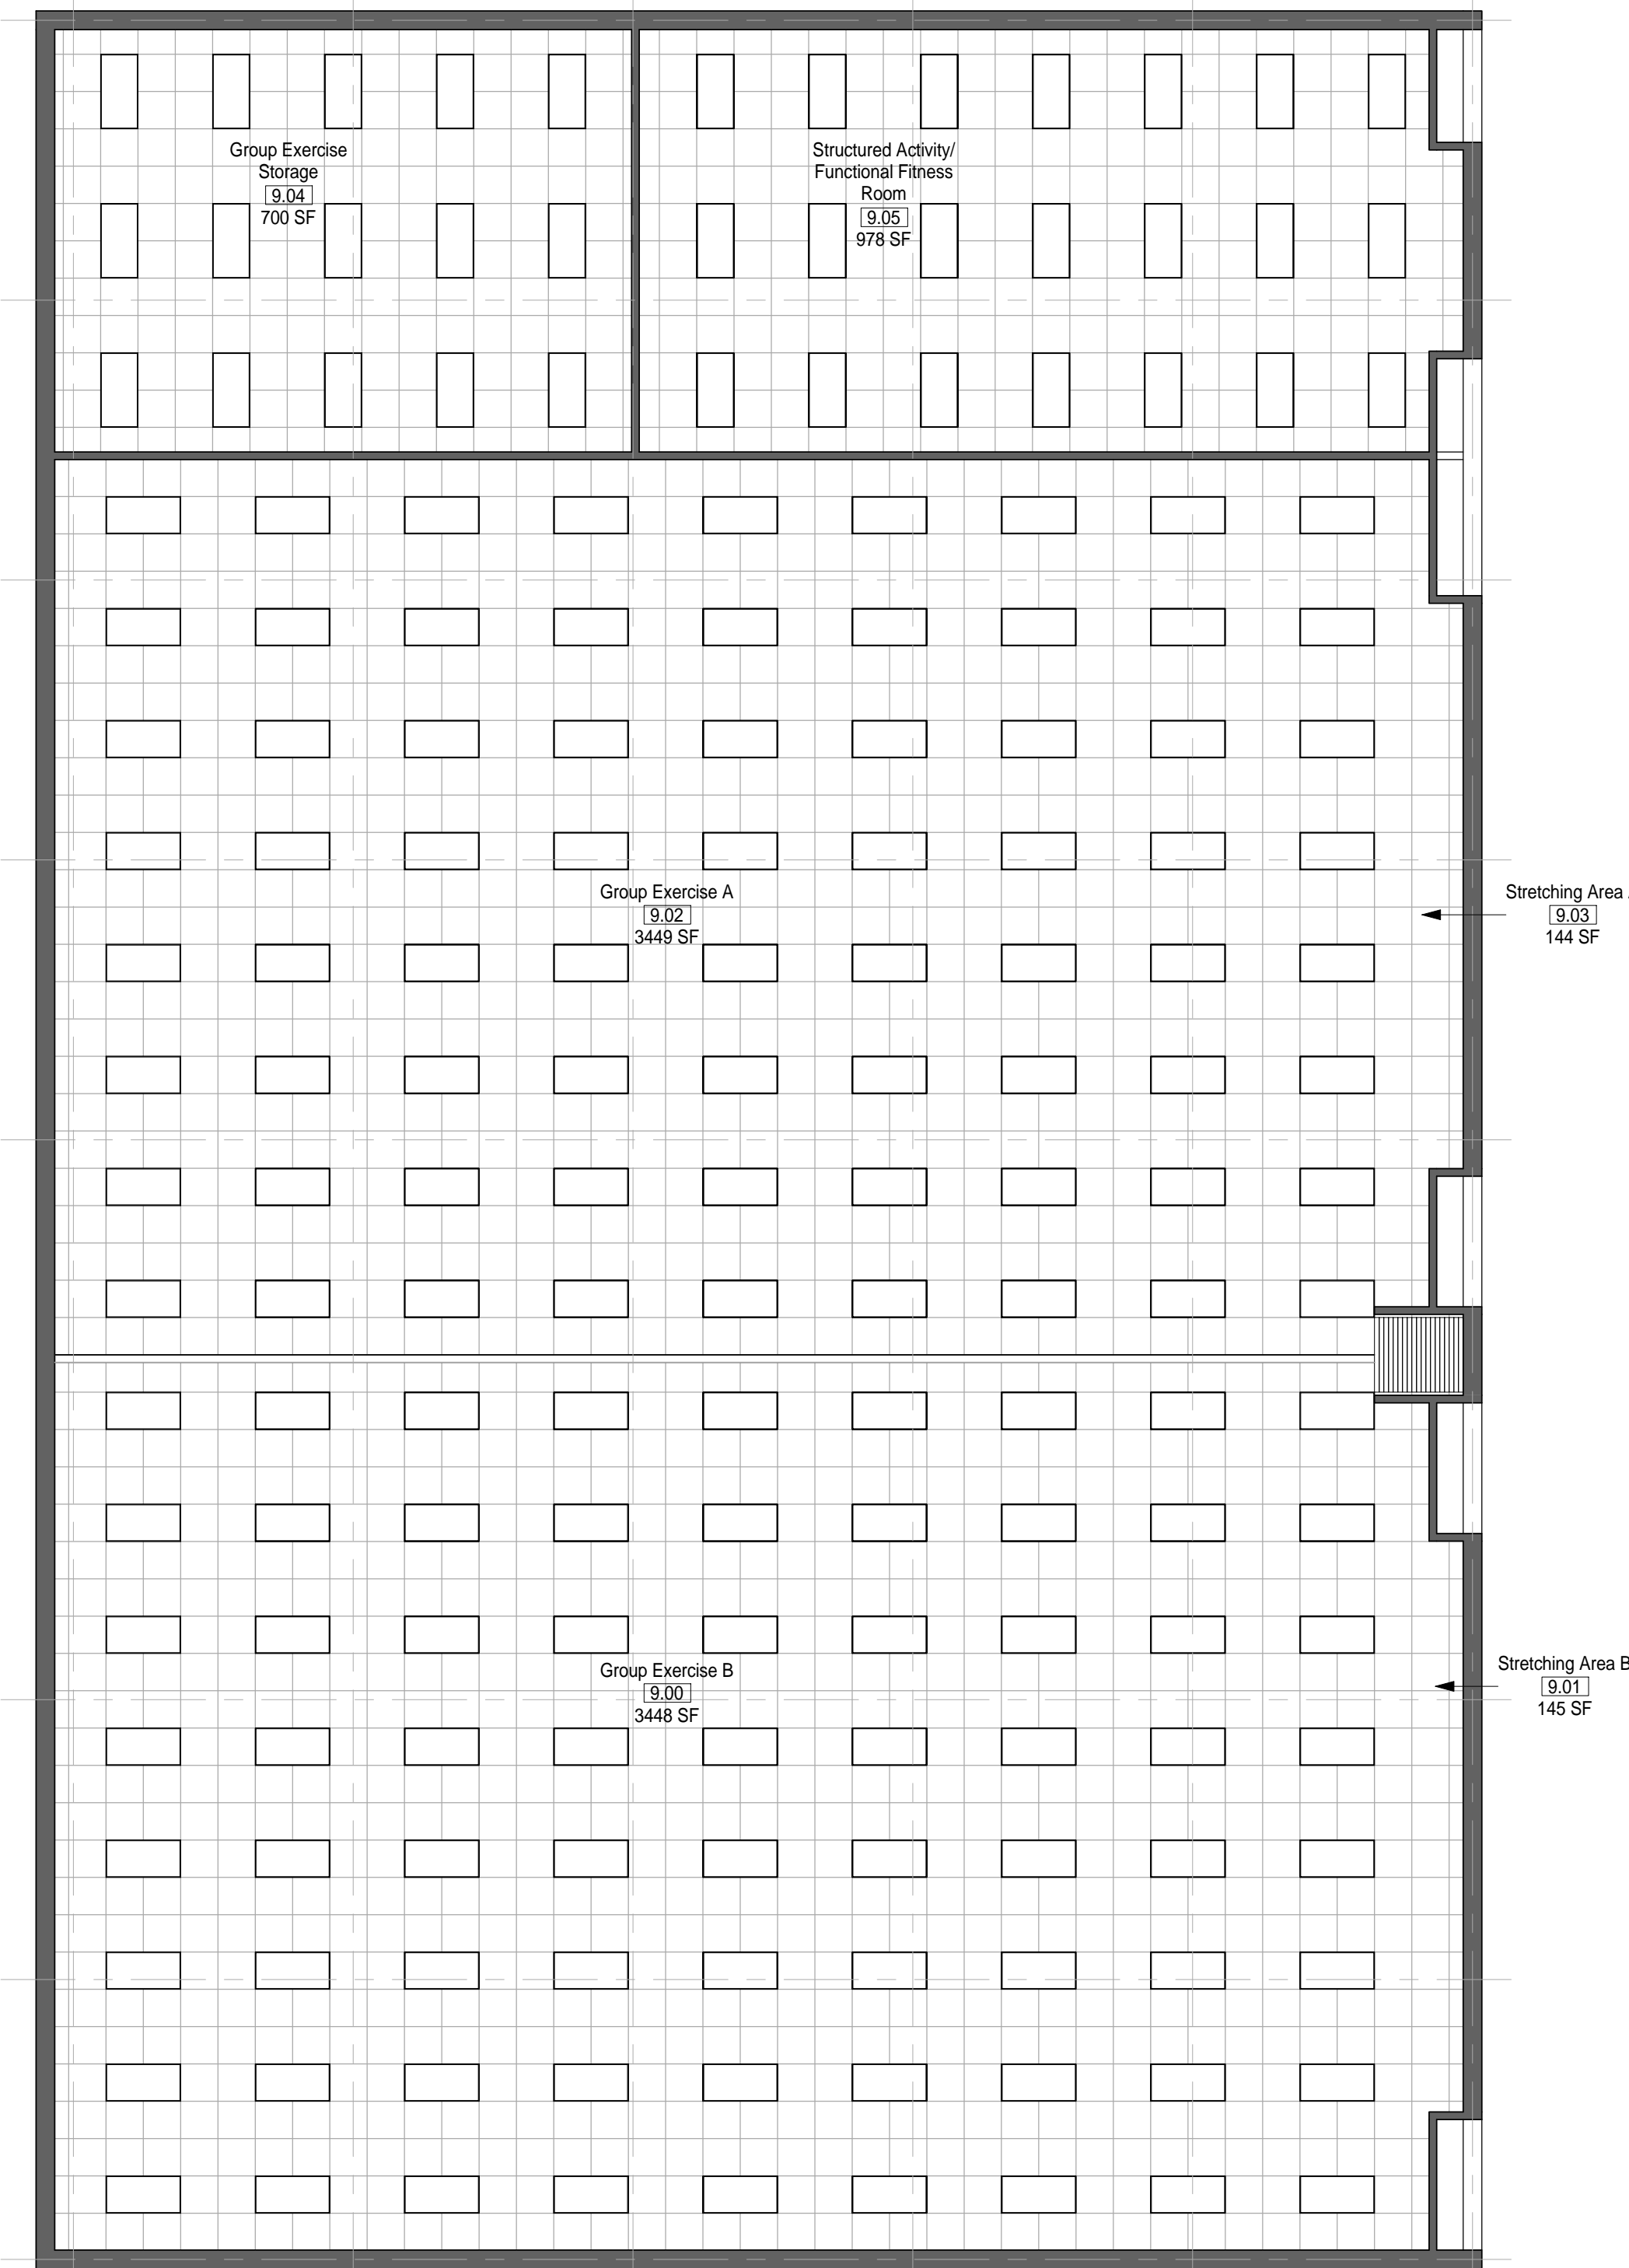 Group Exercise
Storage
9.04
700 SF
Structured Activity/
Functional Fitness
Room
9.05
978 SF
Group Exercise A
9.02
3449 SF
Stretching Area
9.03
144 SF
Group Exercise B
9.00
3448 SF
Stretching Area B
9.01
145 SF